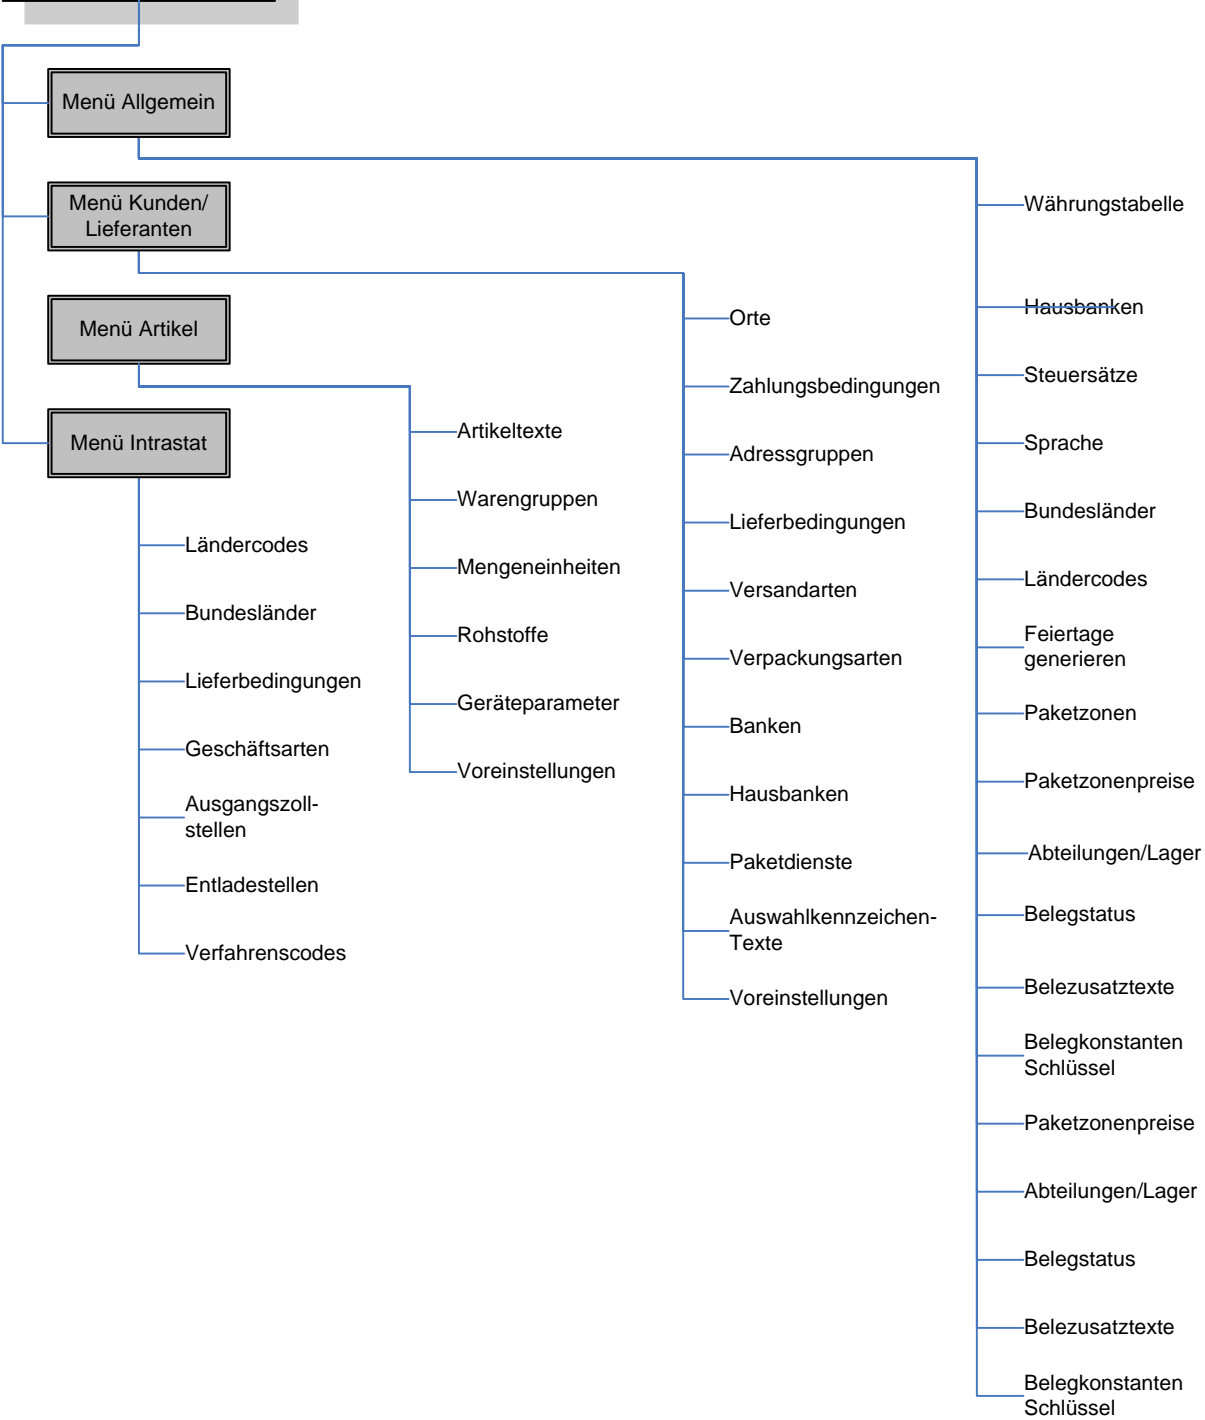 Menü Allgemein
Menü Kunden/
Lieferanten
Menü Artikel
Menü Intrastat
Ländercodes
Bundesländer
Lieferbedingungen
Geschäftsarten
Ausgangszoll-
stellen
Entladestellen
Verfahrenscodes
Artikeltexte
Warengruppen
Mengeneinheiten
Rohstoffe
Geräteparameter
Voreinstellungen
Orte
Zahlungsbedingungen
Adressgruppen
Lieferbedingungen
Versandarten
Verpackungsarten
Banken
Hausbanken
Paketdienste
Auswahlkennzeichen-
Texte
Voreinstellungen
Währungstabelle
Hausbanken
Steuersätze
Sprache
Bundesländer
Ländercodes
Feiertage
generieren
Paketzonen
Paketzonenpreise
Abteilungen/Lager
Belegstatus
Belezusatztexte
Belegkonstanten
Schlüssel
Paketzonenpreise
Abteilungen/Lager
Belegstatus
Belezusatztexte
Belegkonstanten
Schlüssel